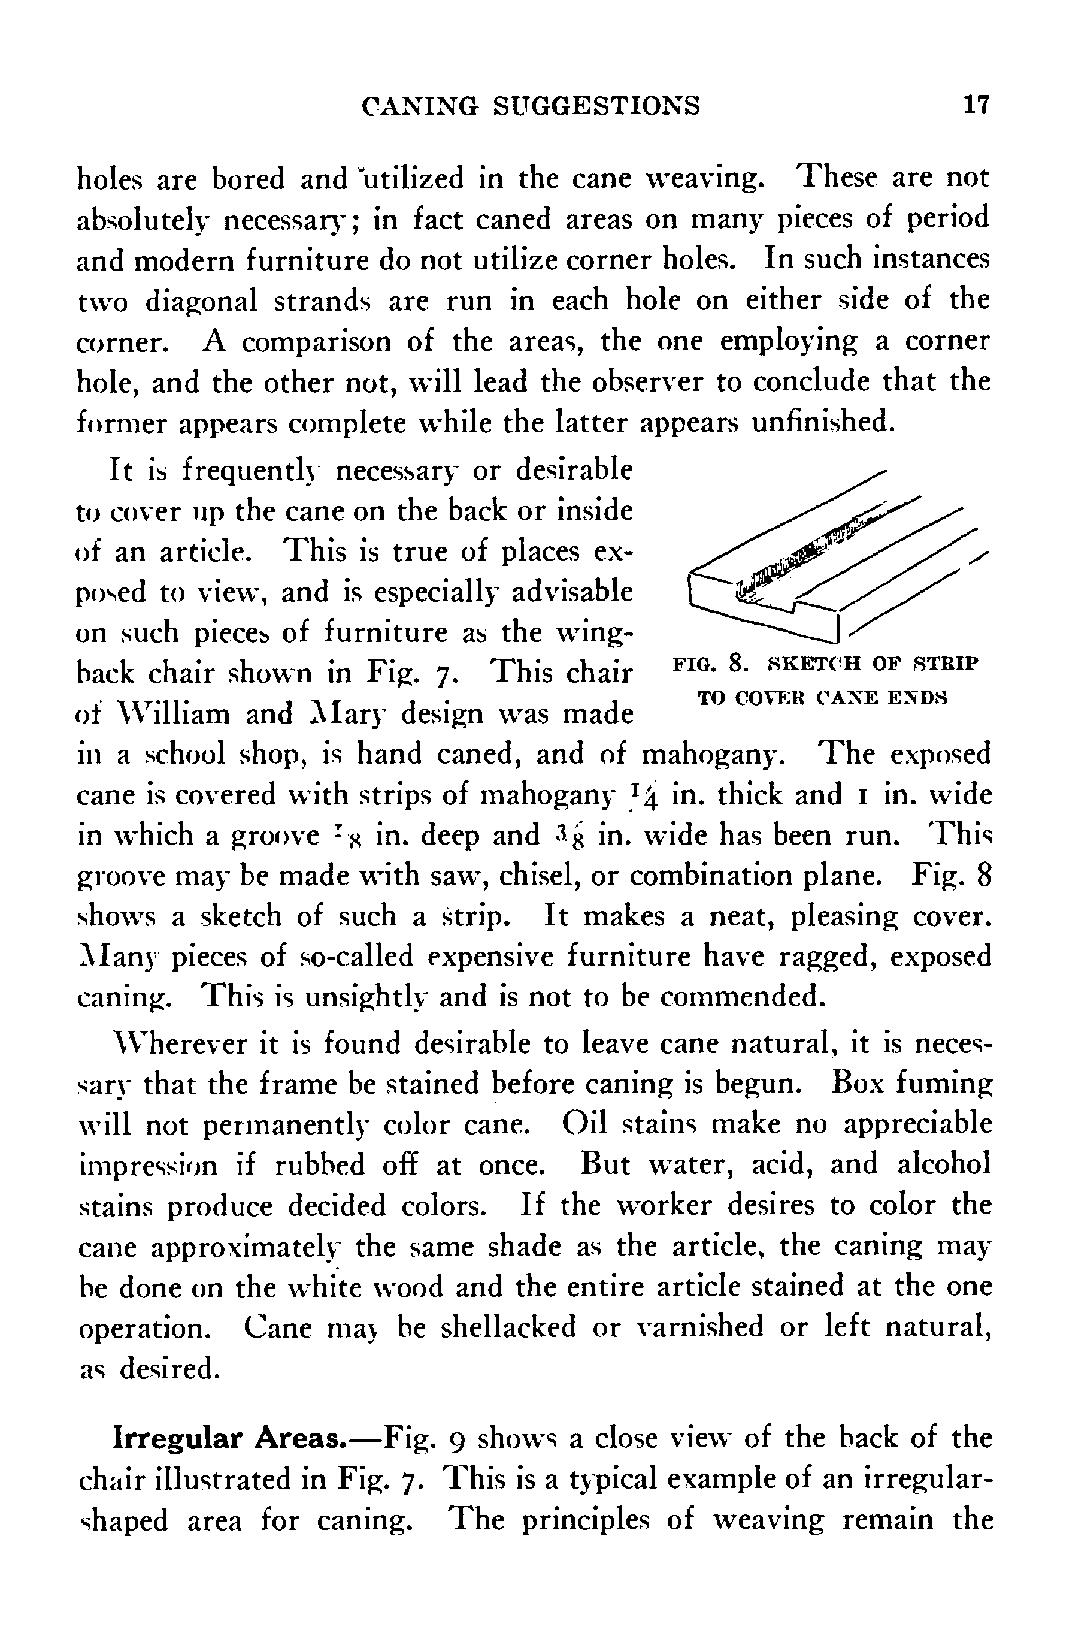 CANING SUGGESTIONS 17
holes are bored and utilized in the cane weaving. These are not
absolutely necessary; in fact caned areas on many pieces of period
and modern furniture do not utilize corner holes. In such instances
two diagonal strands are run in each hole on either side of the
corner. A comparison of the areas, the one employing a corner
hole, and the other not, will lead the observer to conclude that the
former appears complete while the latter appears unfinished.
It is frequently necessary or desirable
to cover up the cane on the back or inside
of an article. This is true of places ex-
posed to view, and is especially advisable
on such pieces of furniture as the wing-
back chair shown in Fig. 7. This chair
of William and Mary design was made
FIG. 8. SKETCH OF STRIP
TO COVER CANE ENDS
in a school shop, is hand caned, and of mahogany. The exposed
cane is covered with strips of mahogany 1/4 in. thick and 1 in. wide
in which a groove 1/8 in. deep and 3/8 in. wide has been run. This
groove may be made with saw, chisel, or combination plane. Fig. 8
shows a sketch of such a strip. It makes a neat, pleasing cover.
Many pieces of so-called expensive furniture have ragged, exposed
caning. This is unsightly and is not to be commended.
Wherever it is found desirable to leave cane natural, it is neces-
sary that the frame be stained before caning is begun. Box fuming
will not permanently color cane. Oil stains make no appreciable
impression if rubbed off at once. But water, acid, and alcohol
stains produce decided colors. If the worker desires to color the
cane approximately the same shade as the article, the caning may
be done on the white wood and the entire article stained at the one
operation. Cane may be shellacked or varnished or left natural,
as desired.
Irregular Areas.—Fig. 9 shows a close view of the back of the
chair illustrated in Fig. 7. This is a typical example of an irregular-
shaped area for caning. The principles of weaving remain the